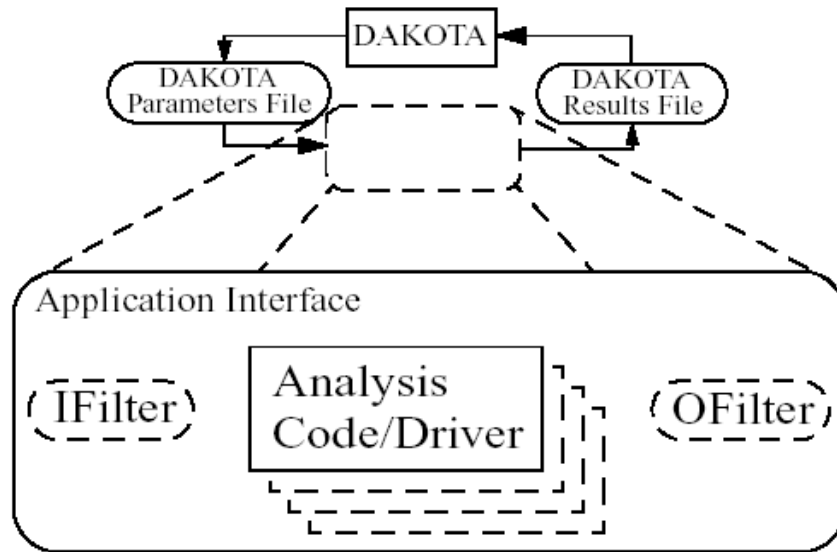 DAKOTA
DAKOTA
Parameters File
DAKOTA
Results File
Application Interface
IFilter
Analysis
Code/Driver
OFilter